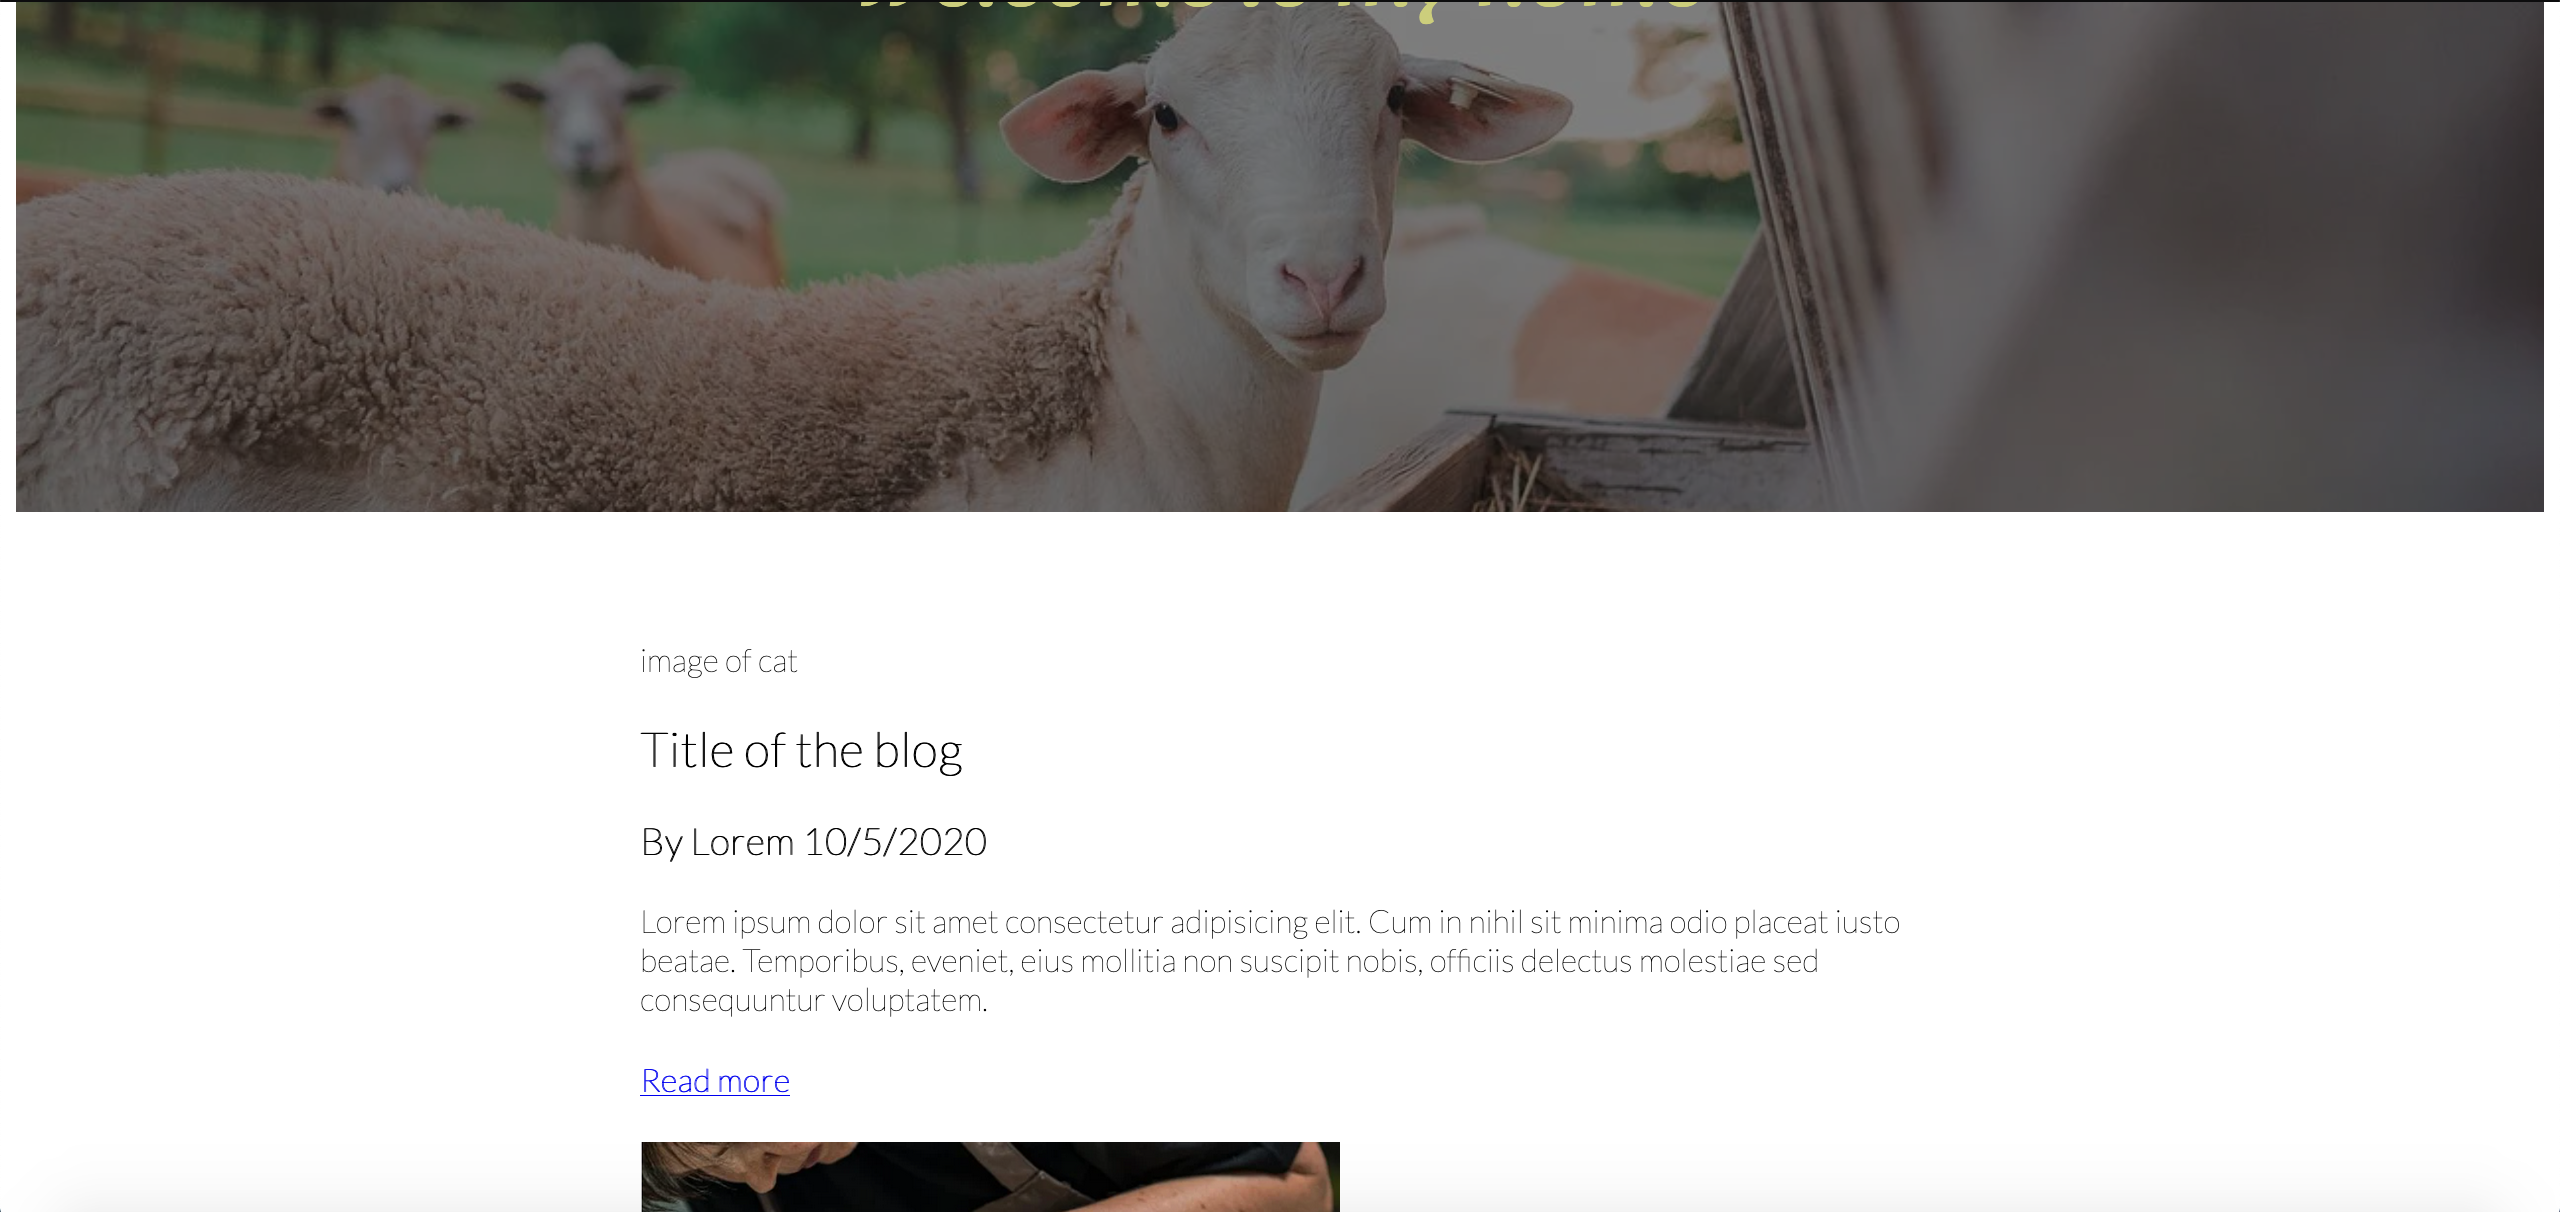 image of cat
Title of the blog
By Lorem 10/5/2020
Lorem ipsum dolor sit amet consectetur adipisicing elit. Cum in nihil sit minima odio placeat iusto
beatae. Temporibus, eveniet, eius mollitia non suscipit nobis, officiis delectus molestiae sed
consequuntur voluptatem.
Read more